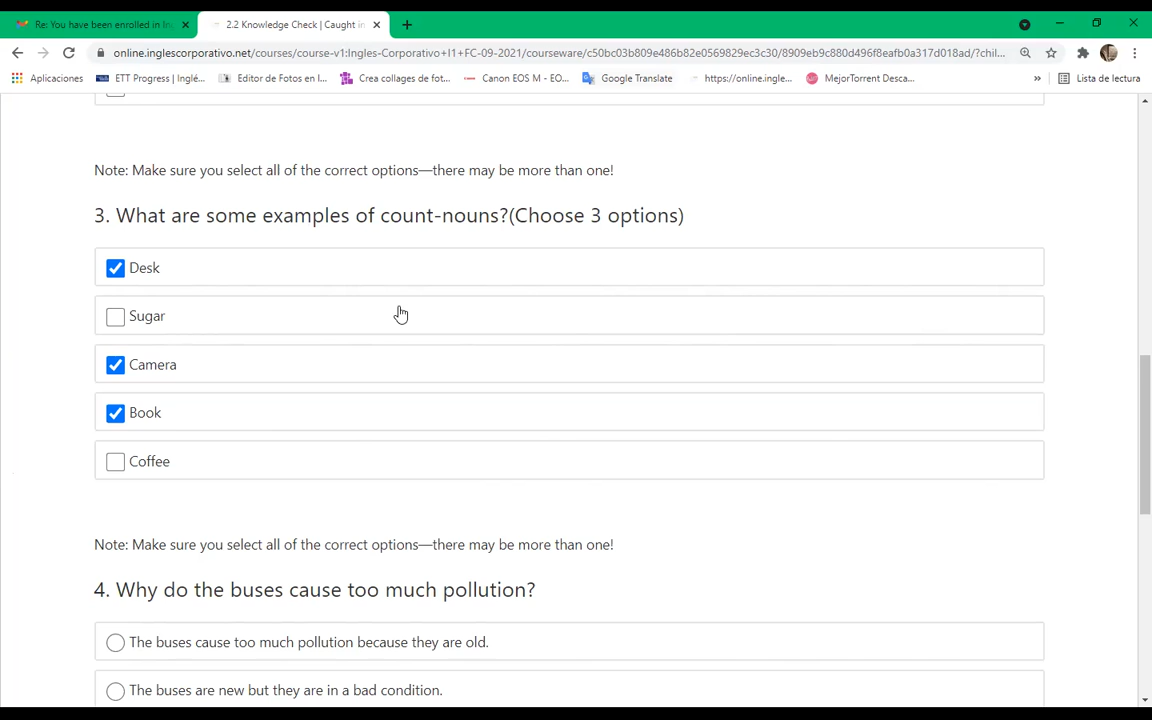 Re: You have been enrolled in Ing
2.2 Knowledge Check | Caught in
online.inglescorporativo.net/courses/course-v1:Ingles-Corporativo+I1+FC-09-2021/courseware/c50bc03b809e486b82e0569829ec3c30/8909eb9c880d496f8eafb0a317d018ad/?chil...
Aplicaciones
ETT Progress | Inglé...
Editor de Fotos en l...
Crea collages de fot...
Canon EOS M - EO...
Google Translate
https://online.ingle...
MejorTorrent Desca...
»
Lista de lectura
Note: Make sure you select all of the correct options—there may be more than one!
3. What are some examples of count-nouns?(Choose 3 options)
Desk
Sugar
Camera
Book
Coffee
Note: Make sure you select all of the correct options—there may be more than one!
4. Why do the buses cause too much pollution?
The buses cause too much pollution because they are old.
The buses are new but they are in a bad condition.